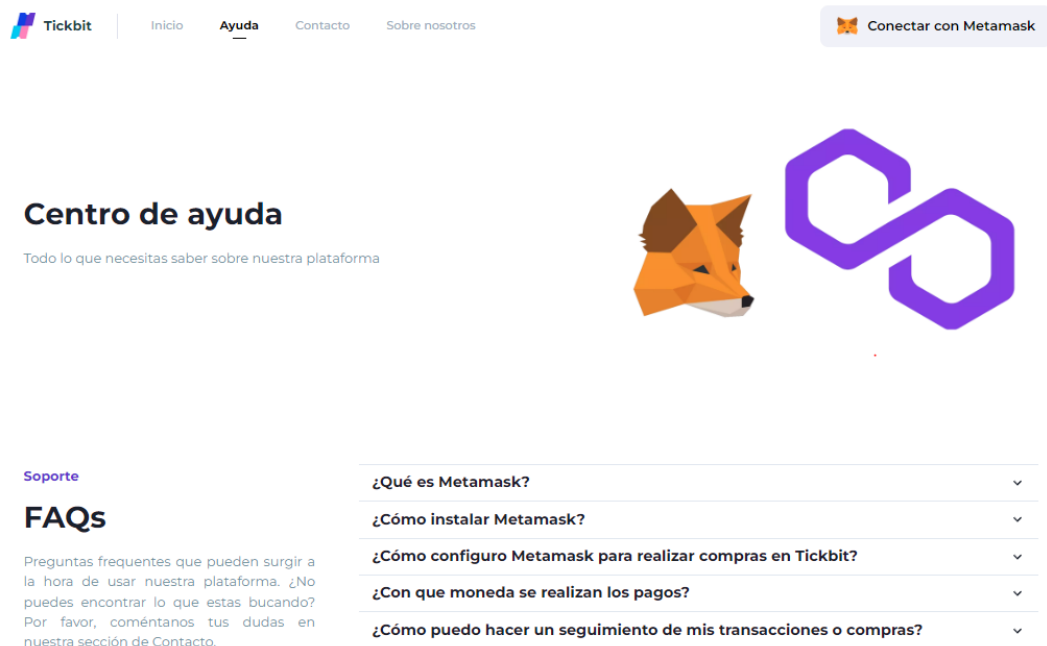 Tickbit
Inicio
Ayuda
Contacto
Sobre nosotros
Conectar con Metamask
Centro de ayuda
Todo lo que necesitas saber sobre nuestra plataforma
Soporte
FAQs
Preguntas frecuentes que pueden surgir a
la hora de usar nuestra plataforma. ¿No
puedes encontrar lo que estas bucando?
Por favor, coméntanos tus dudas en
nuestra sección de Contacto.
¿Qué es Metamask?
¿Cómo instalar Metamask?
¿Cómo configuro Metamask para realizar compras en Tickbit?
¿Con que moneda se realizan los pagos?
¿Cómo puedo hacer un seguimiento de mis transacciones o compras?